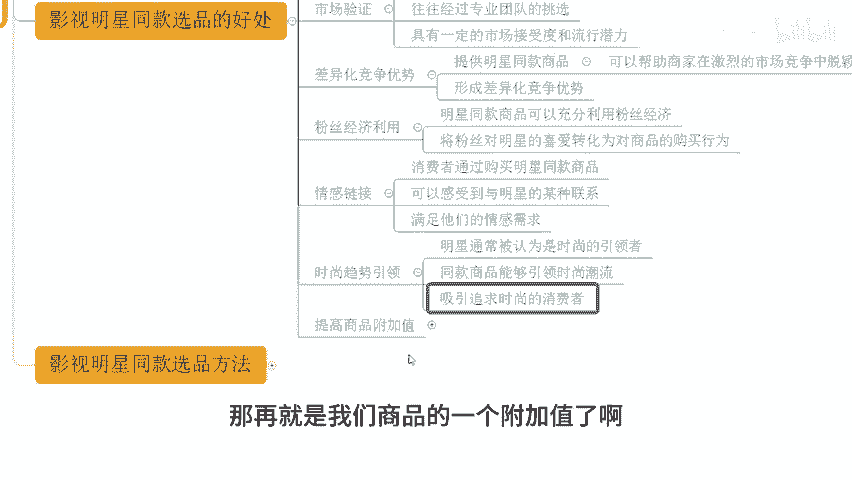 影视明星同款选品的好处
市场验证
往往经过专业团队的挑选
具有一定的市场接受度和流行潜力
差异化竞争优势
提供明星同款商品
可以帮助商家在激烈的市场竞争中脱颖
形成差异化竞争优势
粉丝经济利用
明星同款商品可以充分利用粉丝经济
将粉丝对明星的喜爱转化为对商品的购买行为
情感链接
消费者通过购买明星同款商品
可以感受到与明星的某种联系
满足他们的情感需求
时尚趋势引领
明星通常被认为是时尚的引领者
同款商品能够引领时尚潮流
吸引追求时尚的消费者
提高商品附加值
影视明星同款选品方法
那再就是我们商品的一个附加值了啊